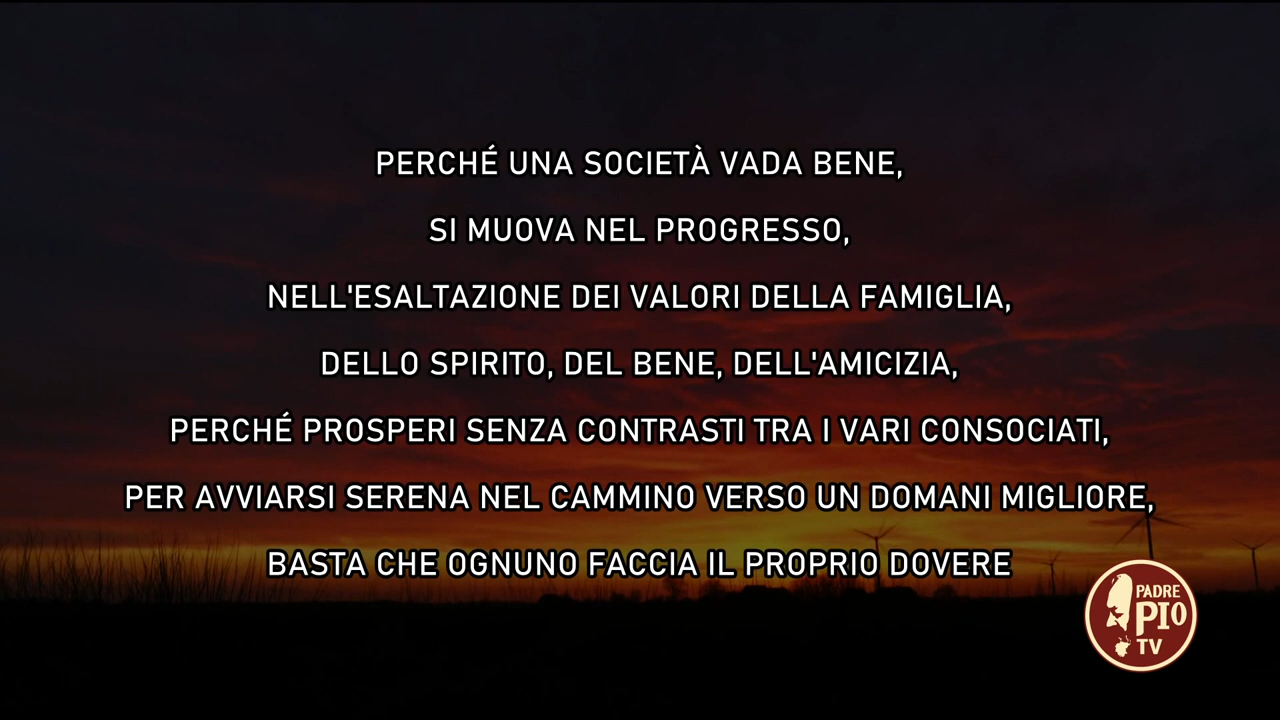 PERCHÉ UNA SOCIETÀ VADA BENE,
SI MUOVA NEL PROGRESSO,
NELL'ESALTAZIONE DEI VALORI DELLA FAMIGLIA,
DELLO SPIRITO, DEL BENE, DELL'AMICIZIA,
PERCHÉ PROSPERI SENZA CONTRASTI TRA I VARI CONSOCIATI,
PER AVVIARSI SERENA NEL CAMMINO VERSO UN DOMANI MIGLIORE,
BASTA CHE OGNUNO FACCIA IL PROPRIO DOVERE
PADRE
PIO
TV